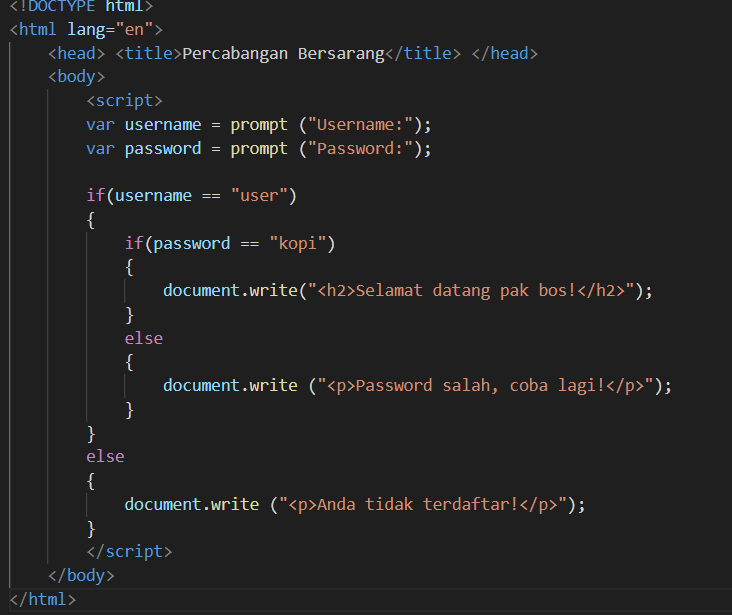 <!DOCTYPE html>
<html lang="en">
    <head> <title>Percabangan Bersarang</title> </head>
    <body>
        <script>
        var username = prompt ("Username:");
        var password = prompt ("Password:");

        if(username == "user")
        {
            if(password == "kopi")
            {
                document.write("<h2>Selamat datang pak bos!</h2>");
            }
            else
            {
                document.write ("<p>Password salah, coba lagi!</p>");
            }
        }
        else
        {
            document.write ("<p>Anda tidak terdaftar!</p>");
        }
        </script>
    </body>
</html>